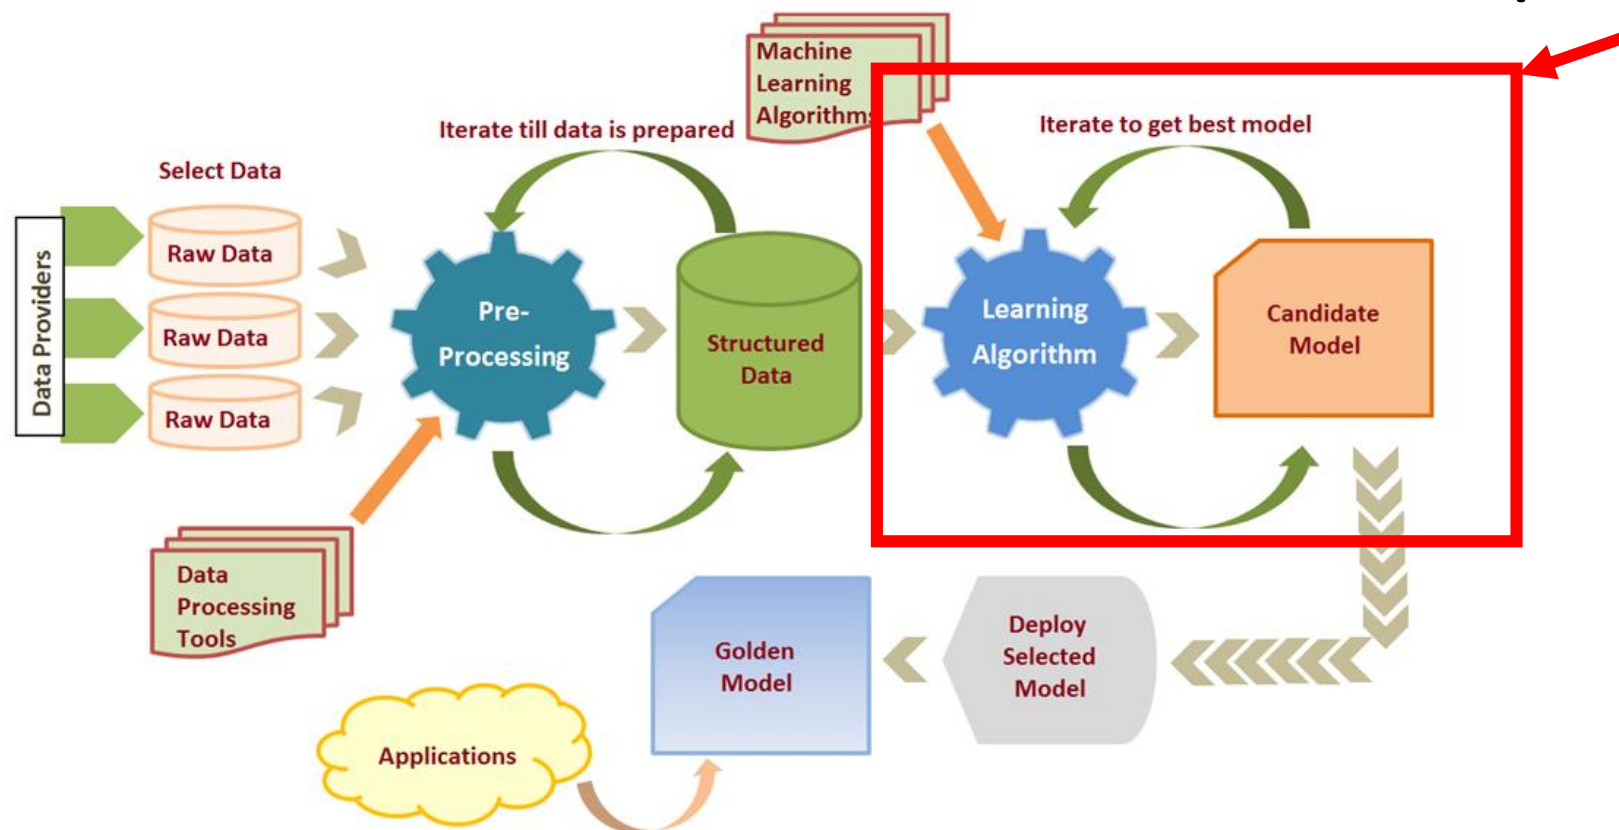 Machine
Learning
Algorithms
Iterate till data is prepared
Iterate to get best model
Select Data
Data Providers
Raw Data
Raw Data
Raw Data
Pre-
Processing
Structured
Data
Learning
Algorithm
Candidate
Model
Data
Processing
Tools
Golden
Model
Deploy
Selected
Model
Applications